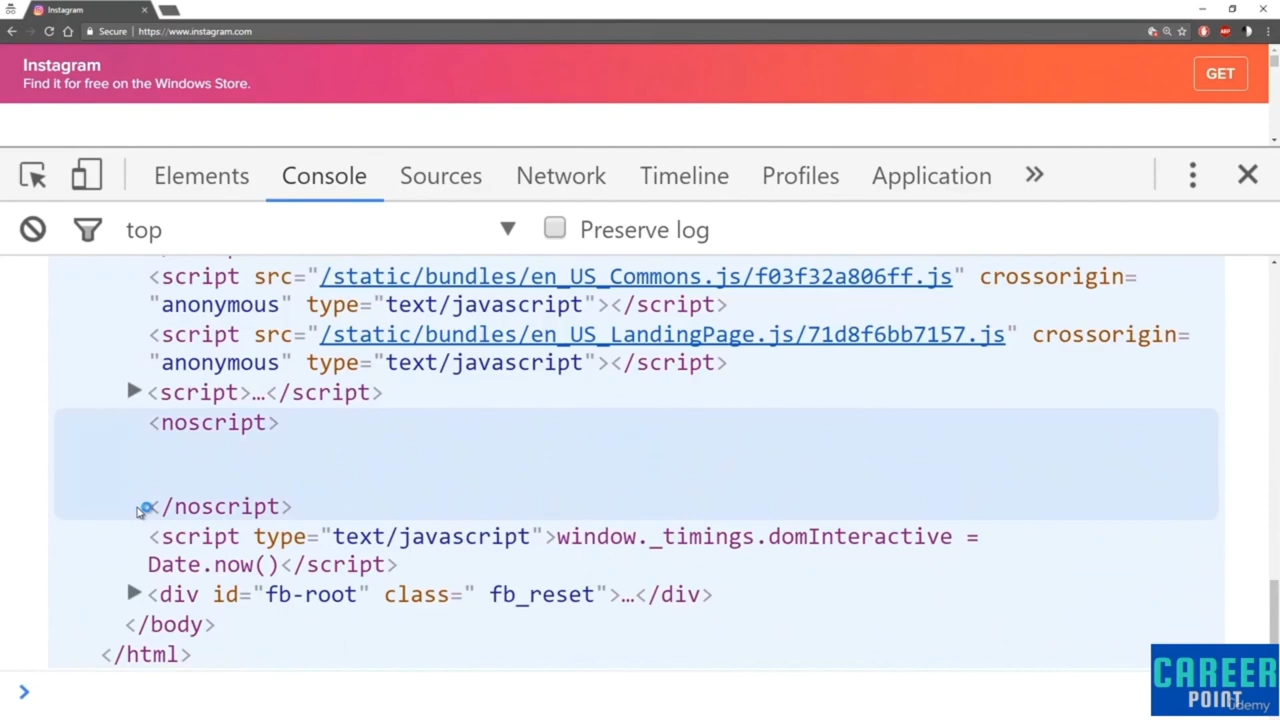 Instagram
Secure https://www.instagram.com
Instagram
Find it for free on the Windows Store.
GET
Elements Console Sources Network Timeline Profiles Application »
top Preserve log
<script src="/static/bundles/en_US_Commons.js/f03f32a806ff.js" crossorigin=
"anonymous" type="text/javascript"></script>
<script src="/static/bundles/en_US_LandingPage.js/71d8f6bb7157.js" crossorigin=
"anonymous" type="text/javascript"></script>
<script>…</script>
<noscript>
</noscript>
<script type="text/javascript">window._timings.domInteractive =
Date.now()</script>
<div id="fb-root" class=" fb_reset">…</div>
</body>
</html>
CAREER
POINT
Udemy